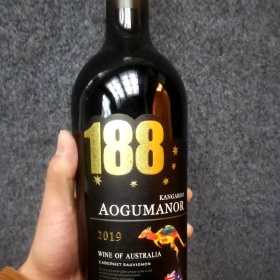 188
KANGAROO
AOGUMANOR
2019
WINE OF AUSTRALIA
CABERNET SAUVIGNON